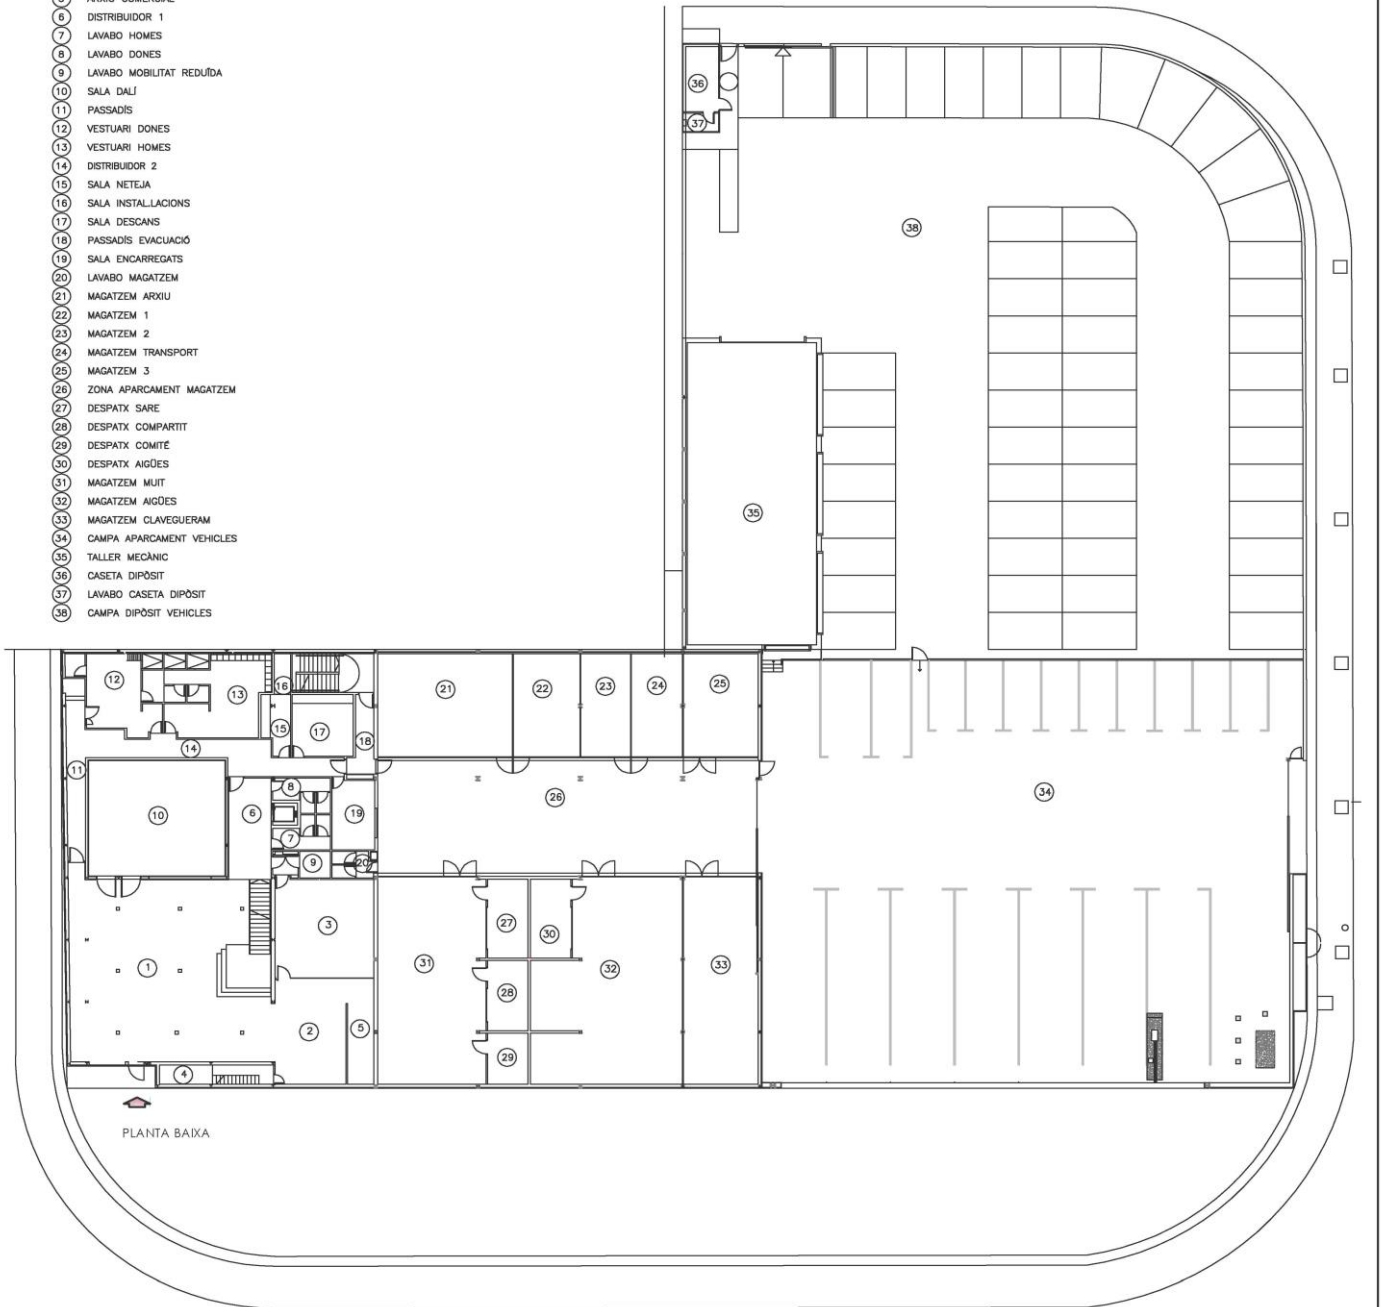 6 DISTRIBUIDOR 1
7 LAVABO HOMES
8 LAVABO DONES
9 LAVABO MOBILITAT REDUÏDA
10 SALA DALÍ
11 PASSADÍS
12 VESTUARI DONES
13 VESTUARI HOMES
14 DISTRIBUIDOR 2
15 SALA NETEJA
16 SALA INSTAL.LACIONS
17 SALA DESCANS
18 PASSADÍS EVACUACIÓ
19 SALA ENCARREGATS
20 LAVABO MAGATZEM
21 MAGATZEM ARXIU
22 MAGATZEM 1
23 MAGATZEM 2
24 MAGATZEM TRANSPORT
25 MAGATZEM 3
26 ZONA APARCAMENT MAGATZEM
27 DESPATX SARE
28 DESPATX COMPARTIT
29 DESPATX COMITÉ
30 DESPATX AIGÜES
31 MAGATZEM MUIT
32 MAGATZEM AIGÜES
33 MAGATZEM CLAVEGUERAM
34 CAMPA APARCAMENT VEHICLES
35 TALLER MECÀNIC
36 CASETA DIPÒSIT
37 LAVABO CASETA DIPÒSIT
38 CAMPA DIPÒSIT VEHICLES
36
37
38
35
12
13
16
21
22
23
24
25
15
17
18
14
11
10
6
8
7
19
26
34
9
20
3
27
30
1
31
32
33
28
2
5
29
4
PLANTA BAIXA